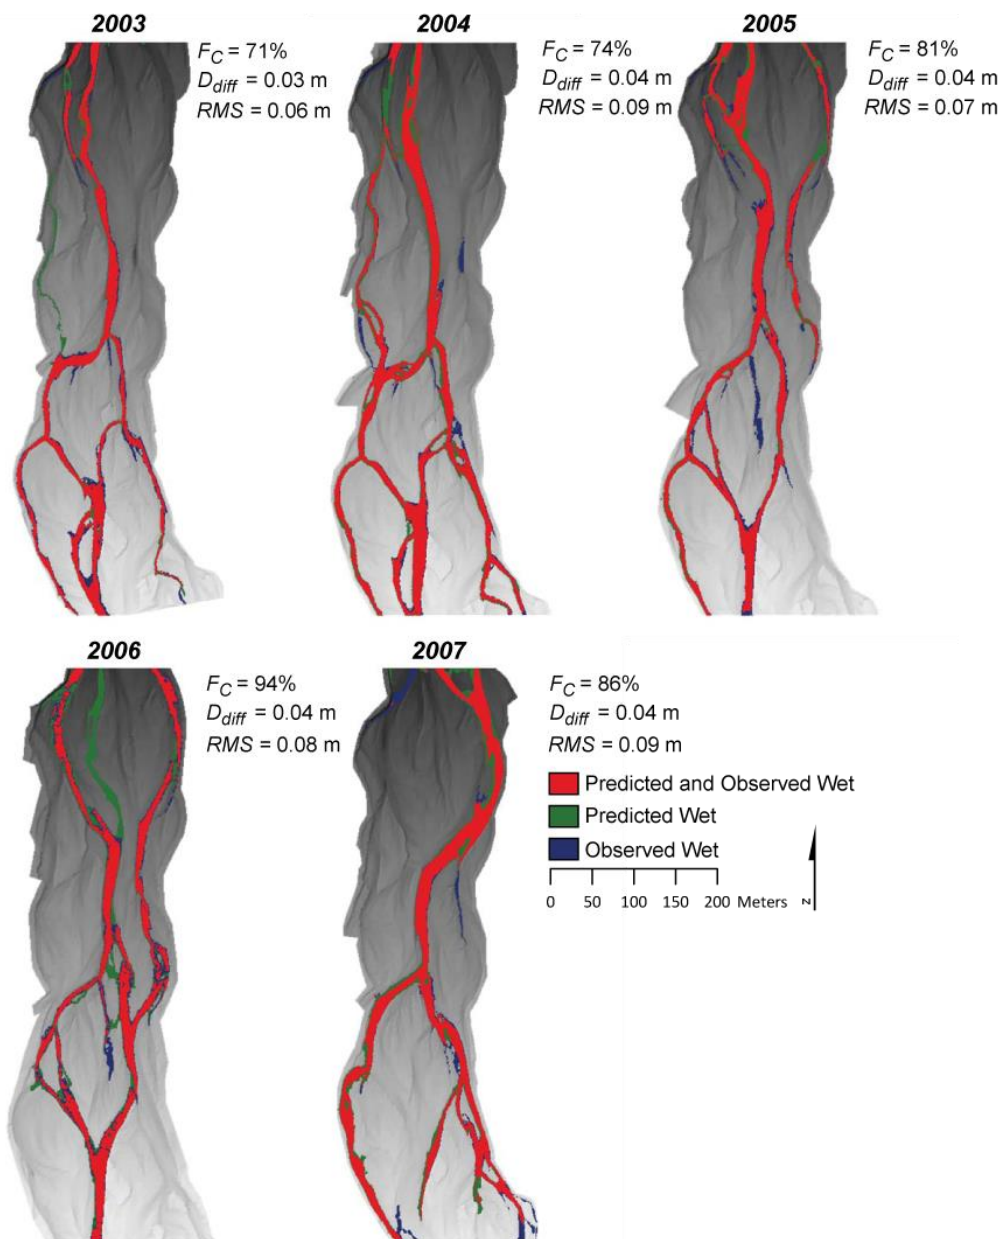 2003
F_C = 71%
D_diff = 0.03 m
RMS = 0.06 m
2004
F_C = 74%
D_diff = 0.04 m
RMS = 0.09 m
2005
F_C = 81%
D_diff = 0.04 m
RMS = 0.07 m
2006
F_C = 94%
D_diff = 0.04 m
RMS = 0.08 m
2007
F_C = 86%
D_diff = 0.04 m
RMS = 0.09 m
Predicted and Observed Wet
Predicted Wet
Observed Wet
0 50 100 150 200 Meters
N